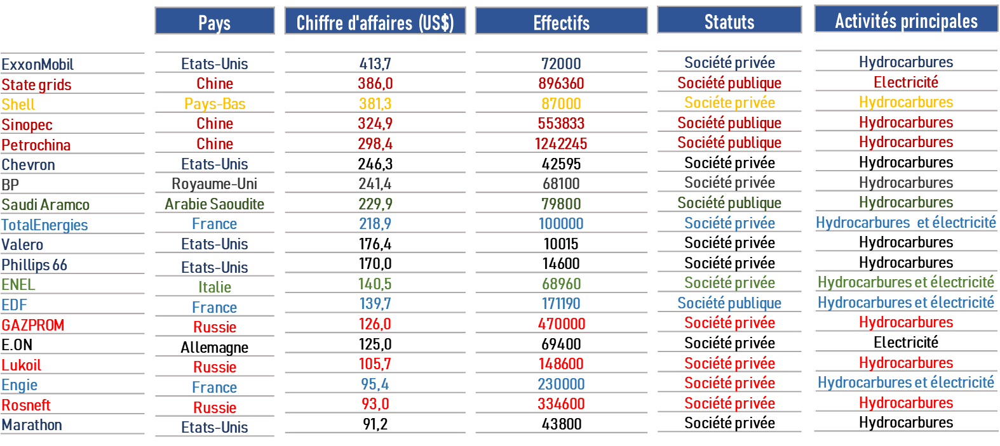 Pays Chiffre d'affaires (US$) Effectifs Statuts Activités principales
ExxonMobil Etats-Unis 413,7 72000 Société privée Hydrocarbures
State grids Chine 386,0 896360 Société publique Electricité
Shell Pays-Bas 381,3 87000 Sociéte privée Hydrocarbures
Sinopec Chine 324,9 553833 Société publique Hydrocarbures
Petrochina Chine 298,4 1242245 Société publique Hydrocarbures
Chevron Etats-Unis 246,3 42595 Société privée Hydrocarbures
BP Royaume-Uni 241,4 68100 Société privée Hydrocarbures
Saudi Aramco Arabie Saoudite 229,9 79800 Société publique Hydrocarbures
TotalEnergies France 218,9 100000 Société privée Hydrocarbures et électricité
Valero Etats-Unis 176,4 10015 Société privée Hydrocarbures
Phillips 66 Etats-Unis 170,0 14600 Société privée Hydrocarbures
ENEL Italie 140,5 68960 Société privée Hydrocarbures et électricité
EDF France 139,7 171190 Société publique Hydrocarbures et électricité
GAZPROM Russie 126,0 470000 Société privée Hydrocarbures
E.ON Allemagne 125,0 69400 Société privée Electricité
Lukoil Russie 105,7 148600 Société privée Hydrocarbures
Engie France 95,4 230000 Société privée Hydrocarbures et électricité
Rosneft Russie 93,0 334600 Société privée Hydrocarbures
Marathon Etats-Unis 91,2 43800 Société privée Hydrocarbures